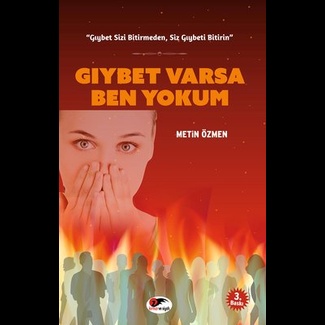 "Gıybet Sizi Bitirmeden, Siz Gıybeti Bitirin"
GIYBET VARSA
BEN YOKUM
METİN ÖZMEN
3.
Baskı